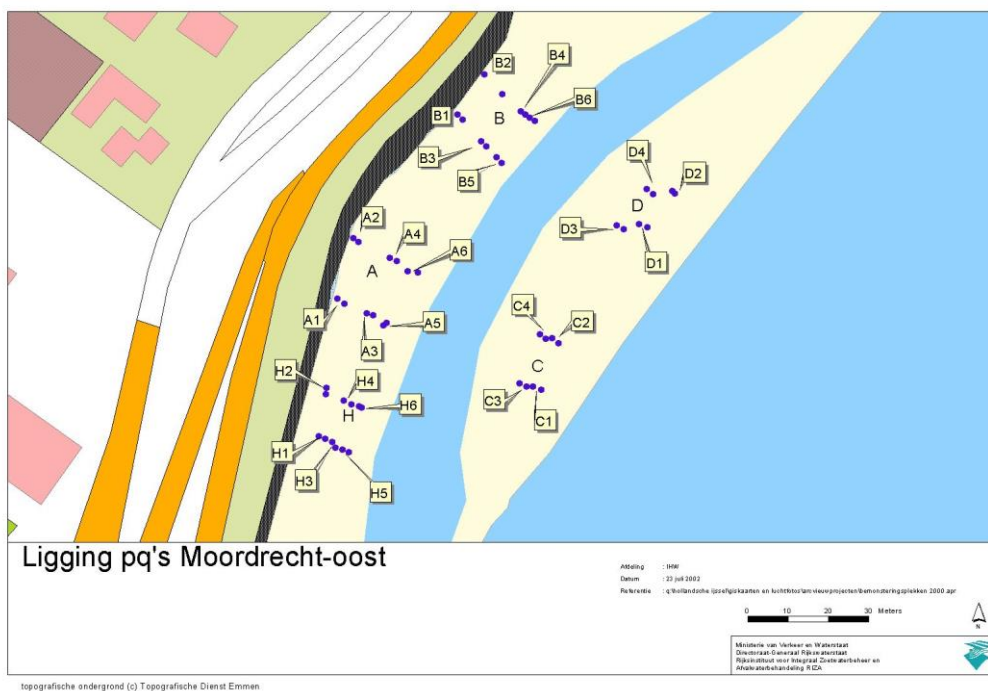 B2
B4
B6
B1
B
B3
B5
D4
D2
D
D3
D1
A2
A4
A6
A
A1
A3
A5
C4
C2
C
C3
C1
H2
H4
H6
H
H1
H3
H5
Ligging pq's Moordrecht-oost
Afdeling : IHW
Datum : 23 juli 2002
Referentie
0 10 20 30 Meters
N
Ministerie van Verkeer en Waterstaat
Directoraat-Generaal Rijkswaterstaat
Rijksinstituut voor Integraal Zoetwaterbeheer en
Afvalwaterbehandeling RIZA
topografische ondergrond (c) Topografische Dienst Emmen